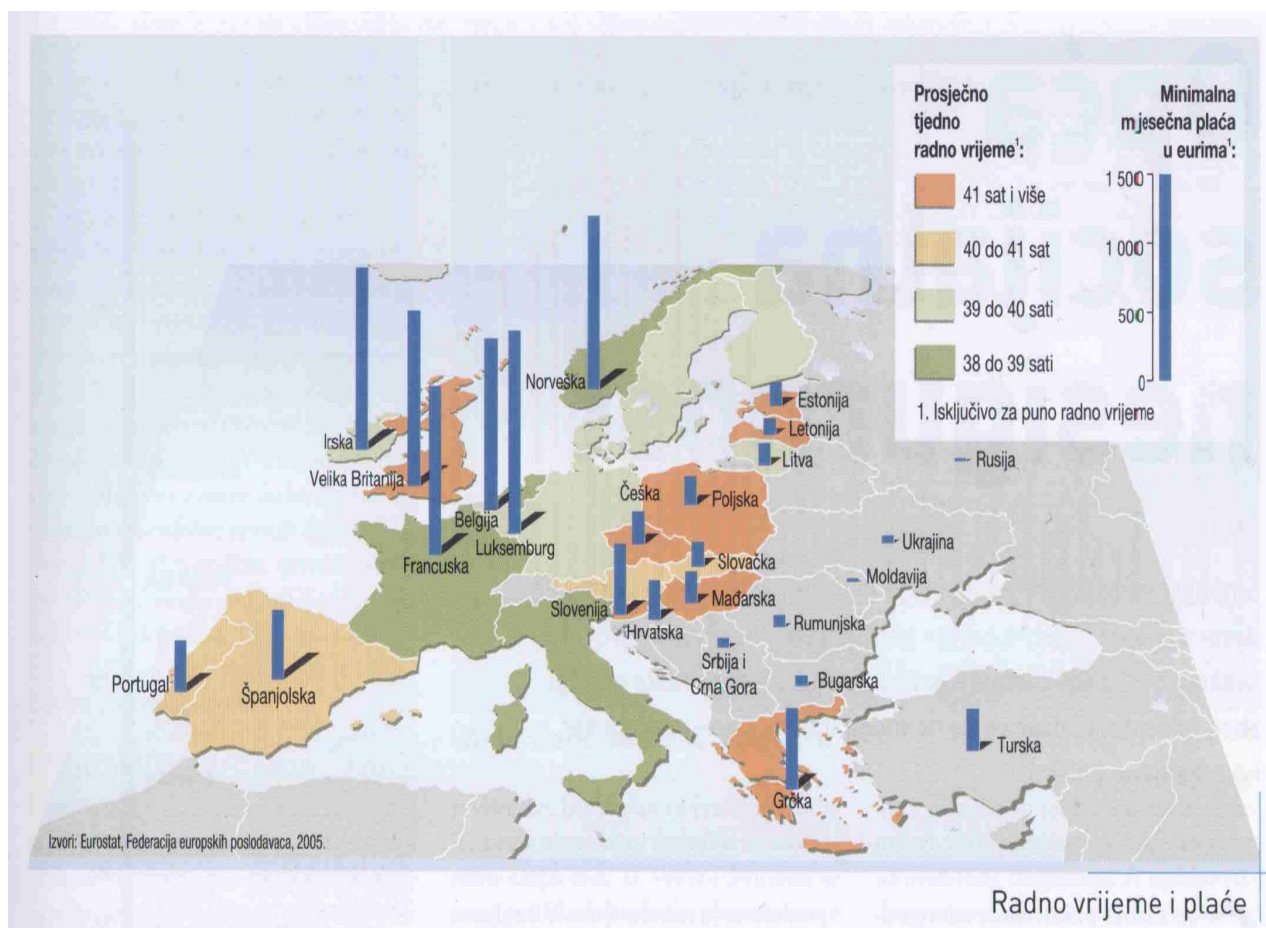 Prosječno
tjedno
radno vrijeme¹:
41 sat i više
40 do 41 sat
39 do 40 sati
38 do 39 sati
Minimalna
mjesečna plaća
u eurima¹:
1 500
1 000
500
0
1. Isključivo za puno radno vrijeme
Norveška
Estonija
Letonija
Litva
Rusija
Irska
Velika Britanija
Belgija
Luksemburg
Francuska
Češka
Poljska
Slovačka
Mađarska
Slovenija
Hrvatska
Ukrajina
Moldavija
Rumunjska
Srbija i
Crna Gora
Bugarska
Portugal
Španjolska
Turska
Grčka
Izvori: Eurostat, Federacija europskih poslodavaca, 2005.
Radno vrijeme i plaće